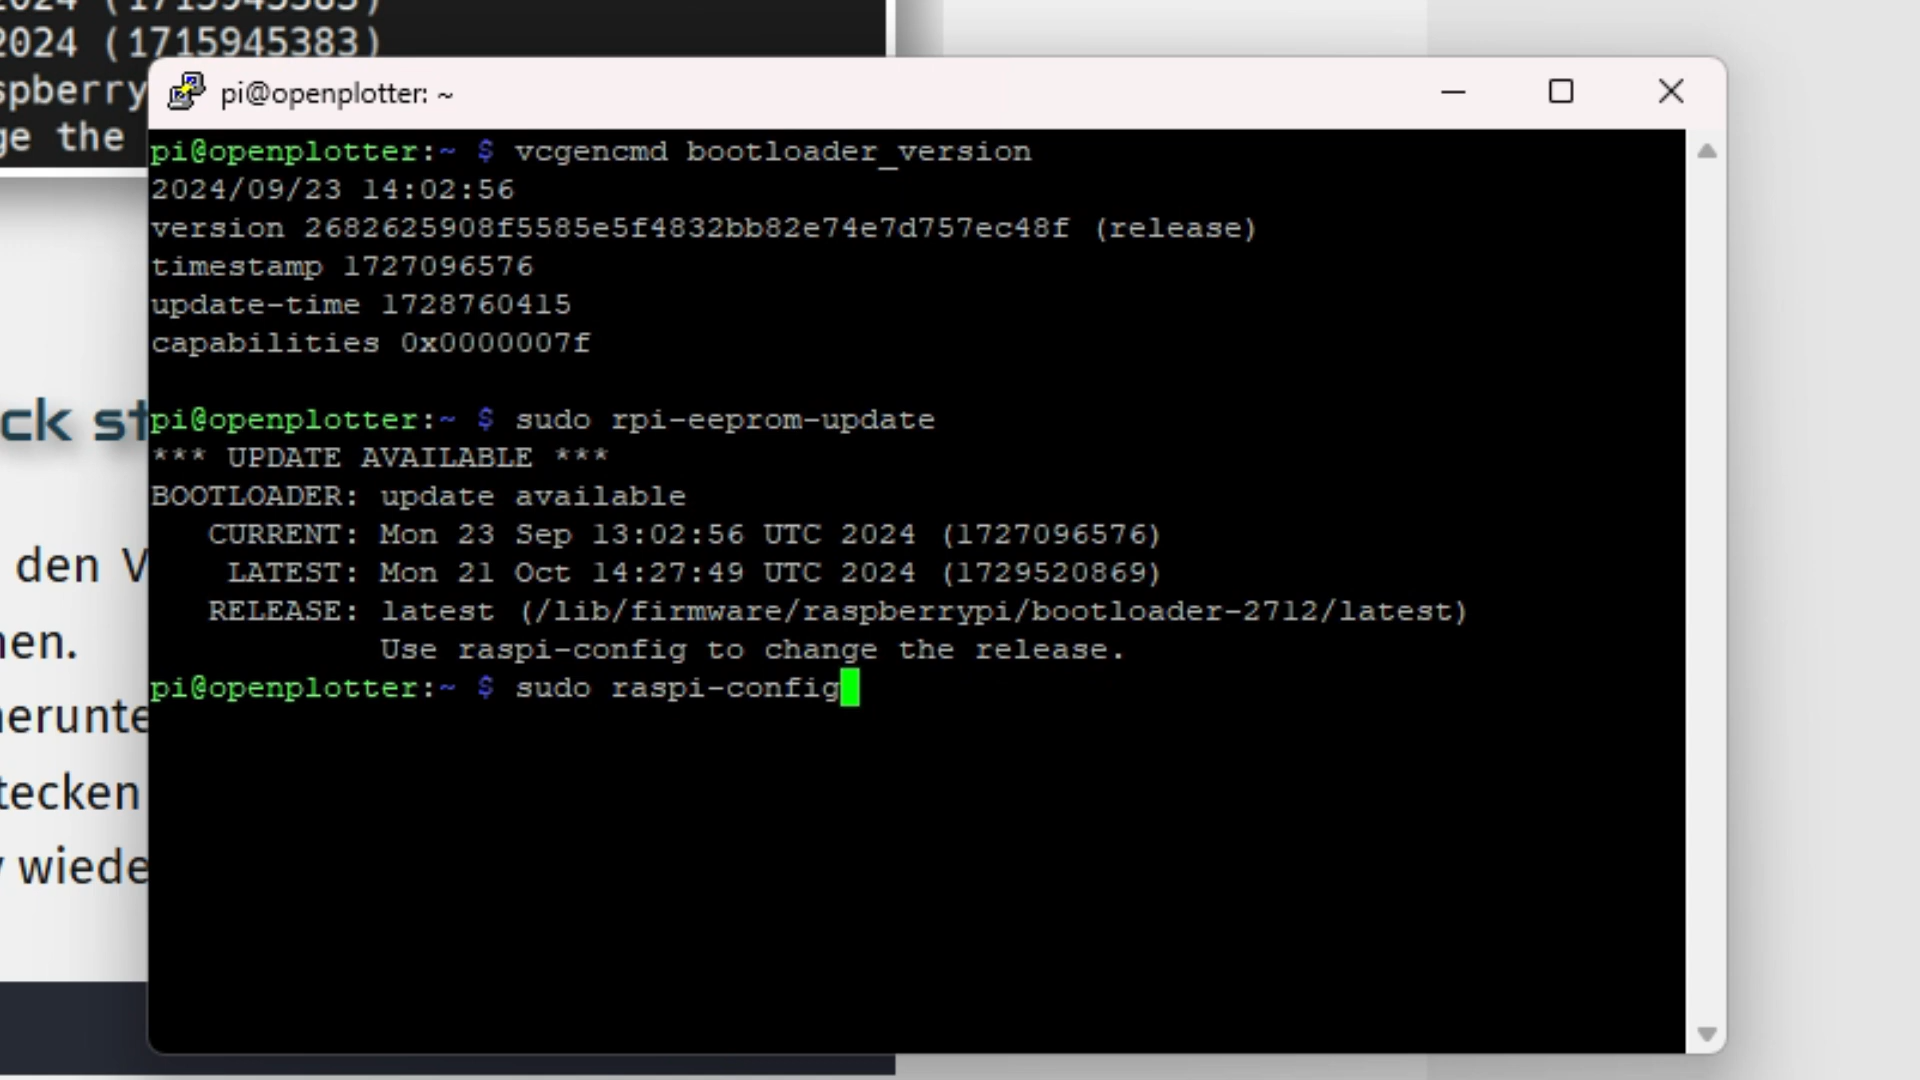 2024 (1715945383)
2024 (1715945383)
spberry
ge the
pi@openplotter: ~
pi@openplotter:~ $ vcgencmd bootloader_version
2024/09/23 14:02:56
version 2682625908f5585e5f4832bb82e74e7d757ec48f (release)
timestamp 1727096576
update-time 1728760415
capabilities 0x0000007f
pi@openplotter:~ $ sudo rpi-eeprom-update
*** UPDATE AVAILABLE ***
BOOTLOADER: update available
CURRENT: Mon 23 Sep 13:02:56 UTC 2024 (1727096576)
LATEST: Mon 21 Oct 14:27:49 UTC 2024 (1729520869)
RELEASE: latest (/lib/firmware/raspberrypi/bootloader-2712/latest)
Use raspi-config to change the release.
pi@openplotter:~ $ sudo raspi-config
ck st
den V
nen.
herunte
tecken
wiede